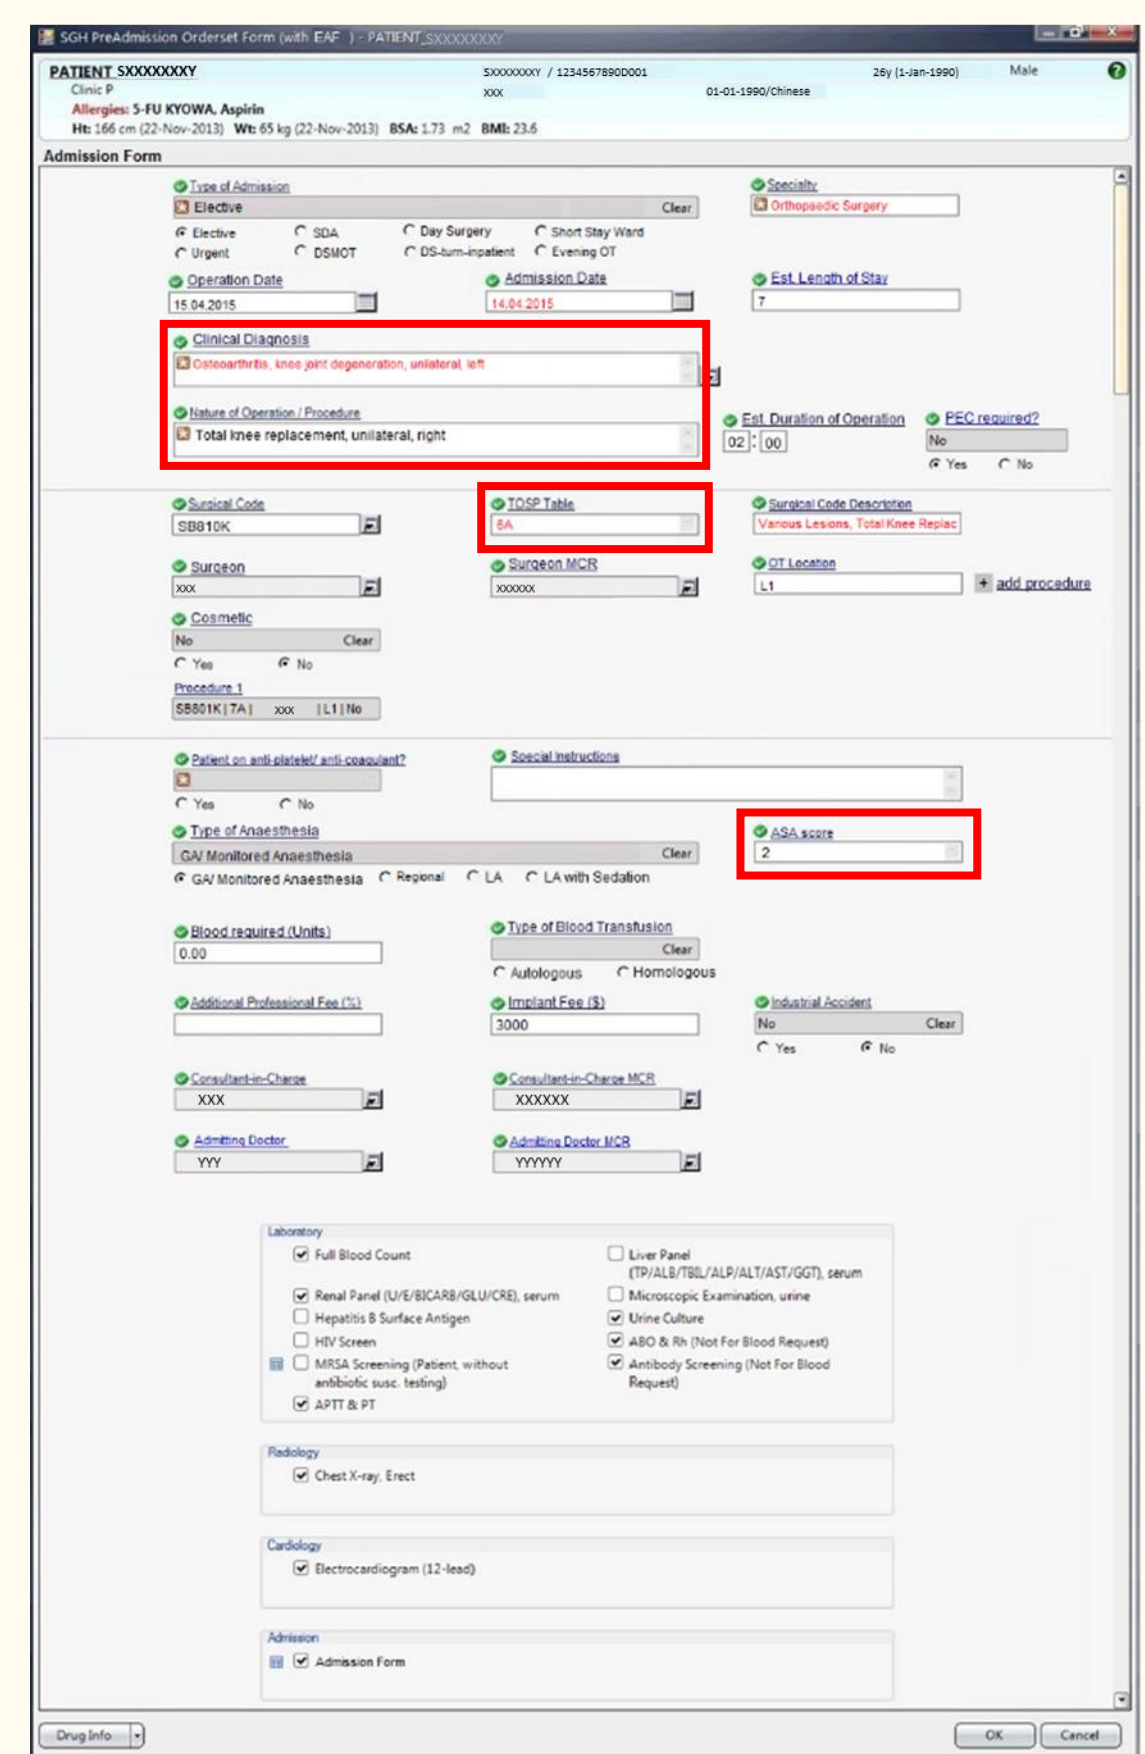 SGH PreAdmission Orderset Form (with EAF ) - PATIENT_SXXXXXXXY
PATIENT_SXXXXXXXY SXXXXXXXY / 1234567890D001 26y (1-Jan-1990) Male
Clinic P XXX 01-01-1990/Chinese
Allergies: 5-FU KYOWA, Aspirin
Ht: 166 cm (22-Nov-2013) Wt: 65 kg (22-Nov-2013) BSA: 1.73 m2 BMI: 23.6
Admission Form
Type of Admission Specialty
Elective Clear Orthopaedic Surgery
Elective SDA Day Surgery Short Stay Ward
Urgent DSMOT DS-turn-inpatient Evening OT
Operation Date Admission Date Est. Length of Stay
15.04.2015 14.04.2015 7
Clinical Diagnosis
Osteoarthritis, knee joint degeneration, unilateral, left
Nature of Operation / Procedure Est. Duration of Operation PEC required?
Total knee replacement, unilateral, right 02 : 00 No
Yes No
Surgical Code TOSP Table Surgical Code Description
SB810K 6A Various Lesions, Total Knee Replac
Surgeon Surgeon MCR OT Location
xxx xxxxxx L1 + add procedure
Cosmetic
No Clear
Yes No
Procedure 1
SB801K|7A| xxx |L1|No
Patient on anti-platelet/ anti-coagulant? Special Instructions
Yes No
Type of Anaesthesia ASA score
GA/ Monitored Anaesthesia Clear 2
GA/ Monitored Anaesthesia Regional LA LA with Sedation
Blood required (Units) Type of Blood Transfusion
0.00 Clear
Autologous Homologous
Additional Professional Fee (%) Implant Fee ($) Industrial Accident
3000 No Clear
Yes No
Consultant-in-Charge Consultant-in-Charge MCR
XXX XXXXXX
Admitting Doctor Admitting Doctor MCR
YYY YYYYYY
Laboratory
Full Blood Count Liver Panel
(TP/ALB/TBIL/ALP/ALT/AST/GGT), serum
Renal Panel (U/E/BICARB/GLU/CRE), serum Microscopic Examination, urine
Hepatitis B Surface Antigen Urine Culture
HIV Screen ABO & Rh (Not For Blood Request)
MRSA Screening (Patient, without Antibody Screening (Not For Blood
antibiotic susc. testing) Request)
APTT & PT
Radiology
Chest X-ray, Erect
Cardiology
Electrocardiogram (12-lead)
Admission
Admission Form
Drug Info OK Cancel